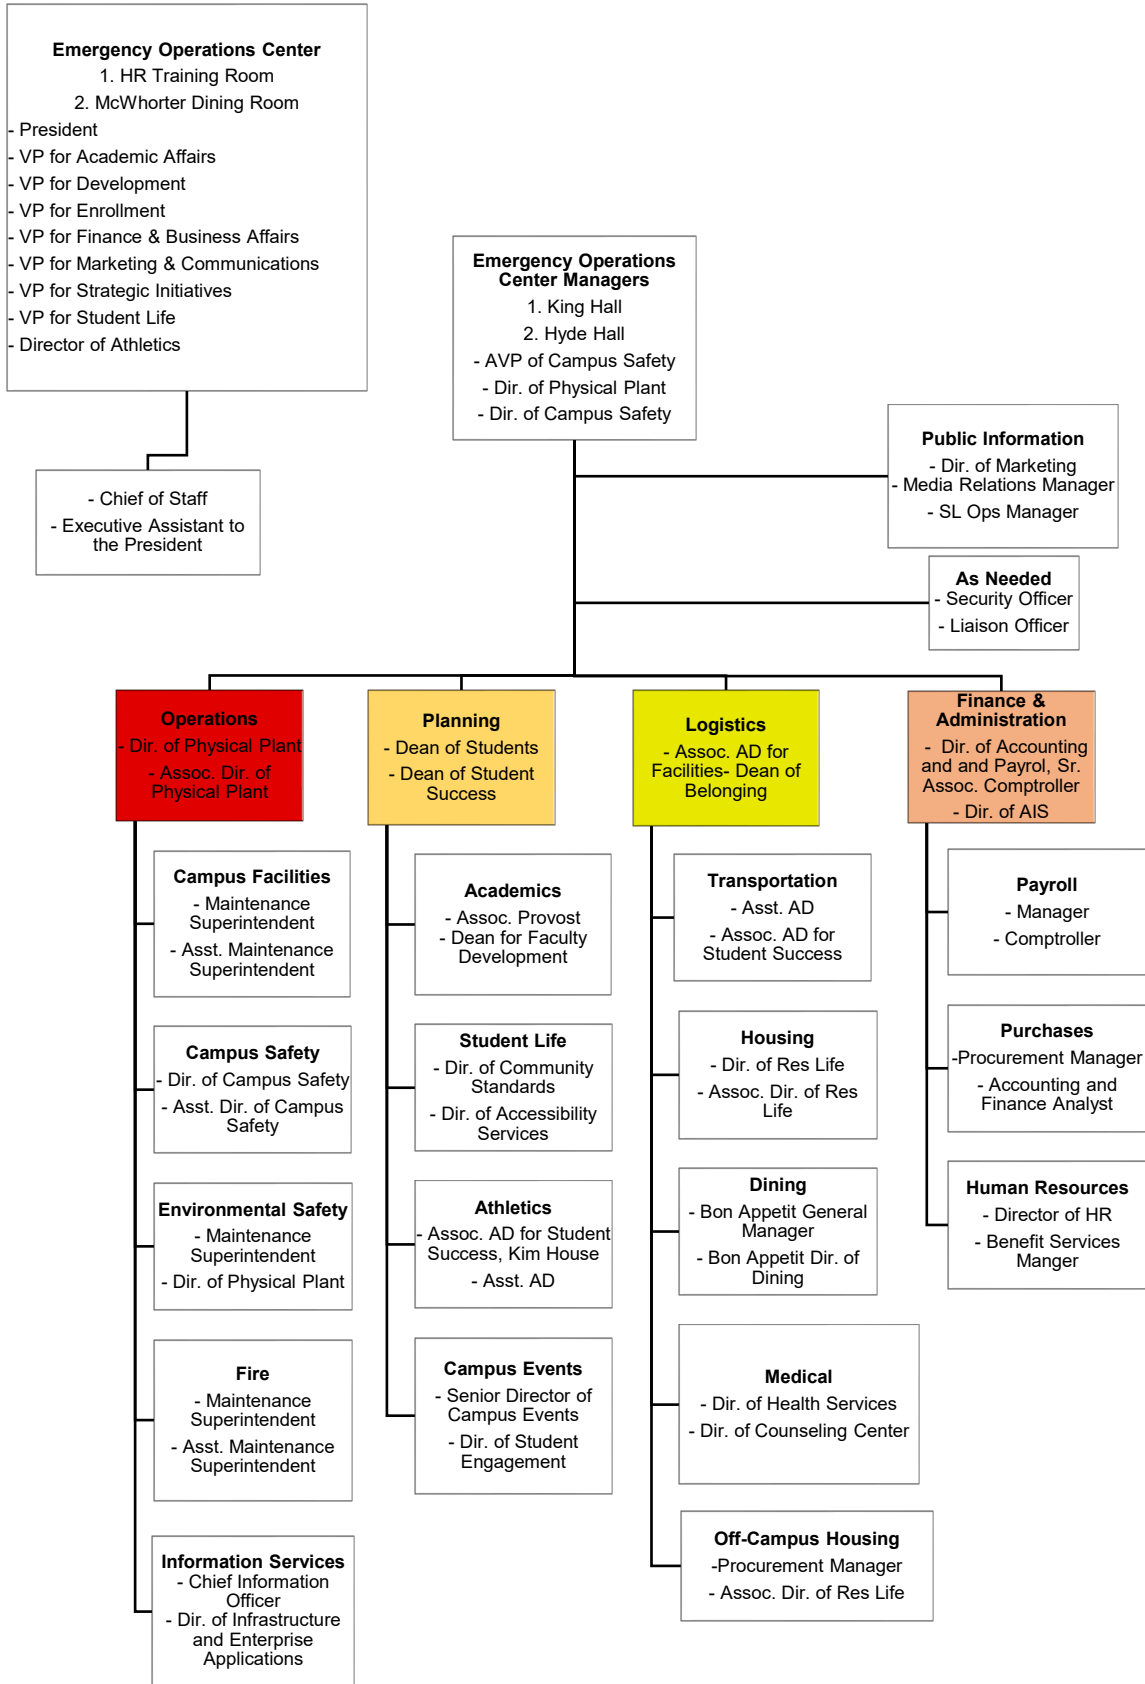 Emergency Operations Center
1. HR Training Room
2. McWhorter Dining Room
- President
- VP for Academic Affairs
- VP for Development
- VP for Enrollment
- VP for Finance & Business Affairs
- VP for Marketing & Communications
- VP for Strategic Initiatives
- VP for Student Life
- Director of Athletics
- Chief of Staff
- Executive Assistant to
the President
Emergency Operations
Center Managers
1. King Hall
2. Hyde Hall
- AVP of Campus Safety
- Dir. of Physical Plant
- Dir. of Campus Safety
Public Information
- Dir. of Marketing
- Media Relations Manager
- SL Ops Manager
As Needed
- Security Officer
- Liaison Officer
Operations
- Dir. of Physical Plant
- Assoc. Dir. of
Physical Plant
Campus Facilities
- Maintenance
Superintendent
- Asst. Maintenance
Superintendent
Campus Safety
- Dir. of Campus Safety
- Asst. Dir. of Campus
Safety
Environmental Safety
- Maintenance
Superintendent
- Dir. of Physical Plant
Fire
- Maintenance
Superintendent
- Asst. Maintenance
Superintendent
Information Services
- Chief Information
Officer
- Dir. of Infrastructure
and Enterprise
Applications
Planning
- Dean of Students
- Dean of Student
Success
Academics
- Assoc. Provost
- Dean for Faculty
Development
Student Life
- Dir. of Community
Standards
- Dir. of Accessibility
Services
Athletics
- Assoc. AD for Student
Success, Kim House
- Asst. AD
Campus Events
- Senior Director of
Campus Events
- Dir. of Student
Engagement
Logistics
- Assoc. AD for
Facilities- Dean of
Belonging
Transportation
- Asst. AD
- Assoc. AD for
Student Success
Housing
- Dir. of Res Life
- Assoc. Dir. of Res
Life
Dining
- Bon Appetit General
Manager
- Bon Appetit Dir. of
Dining
Medical
- Dir. of Health Services
- Dir. of Counseling Center
Off-Campus Housing
-Procurement Manager
- Assoc. Dir. of Res Life
Finance &
Administration
- Dir. of Accounting
and and Payrol, Sr.
Assoc. Comptroller
- Dir. of AIS
Payroll
- Manager
- Comptroller
Purchases
-Procurement Manager
- Accounting and
Finance Analyst
Human Resources
- Director of HR
- Benefit Services
Manger